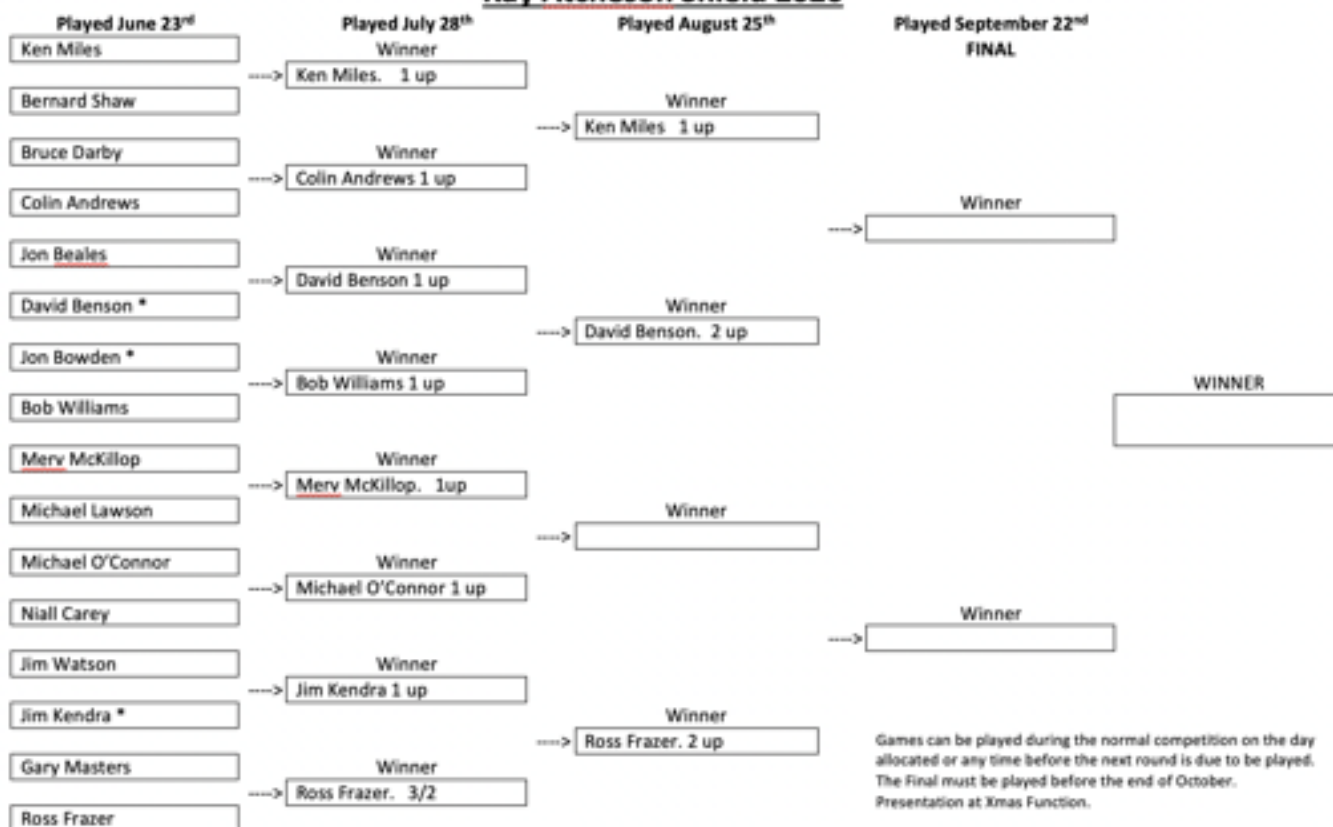 Played June 23rd Played July 28th Played August 25th Played September 22nd
Ken Miles Winner FINAL
----> Ken Miles. 1 up
Bernard Shaw Winner
----> Ken Miles 1 up
Bruce Darby Winner
----> Colin Andrews 1 up
Colin Andrews Winner
---->
Jon Beales Winner
----> David Benson 1 up
David Benson * Winner
----> David Benson. 2 up
Jon Bowden * Winner
----> Bob Williams 1 up WINNER
Bob Williams
Merv McKillop Winner
----> Merv McKillop. 1up
Michael Lawson Winner
---->
Michael O'Connor Winner
----> Michael O'Connor 1 up
Niall Carey Winner
---->
Jim Watson Winner
----> Jim Kendra 1 up
Jim Kendra * Winner
----> Ross Frazer. 2 up
Gary Masters Winner
----> Ross Frazer. 3/2
Ross Frazer
Games can be played during the normal competition on the day
allocated or any time before the next round is due to be played.
The Final must be played before the end of October.
Presentation at Xmas Function.